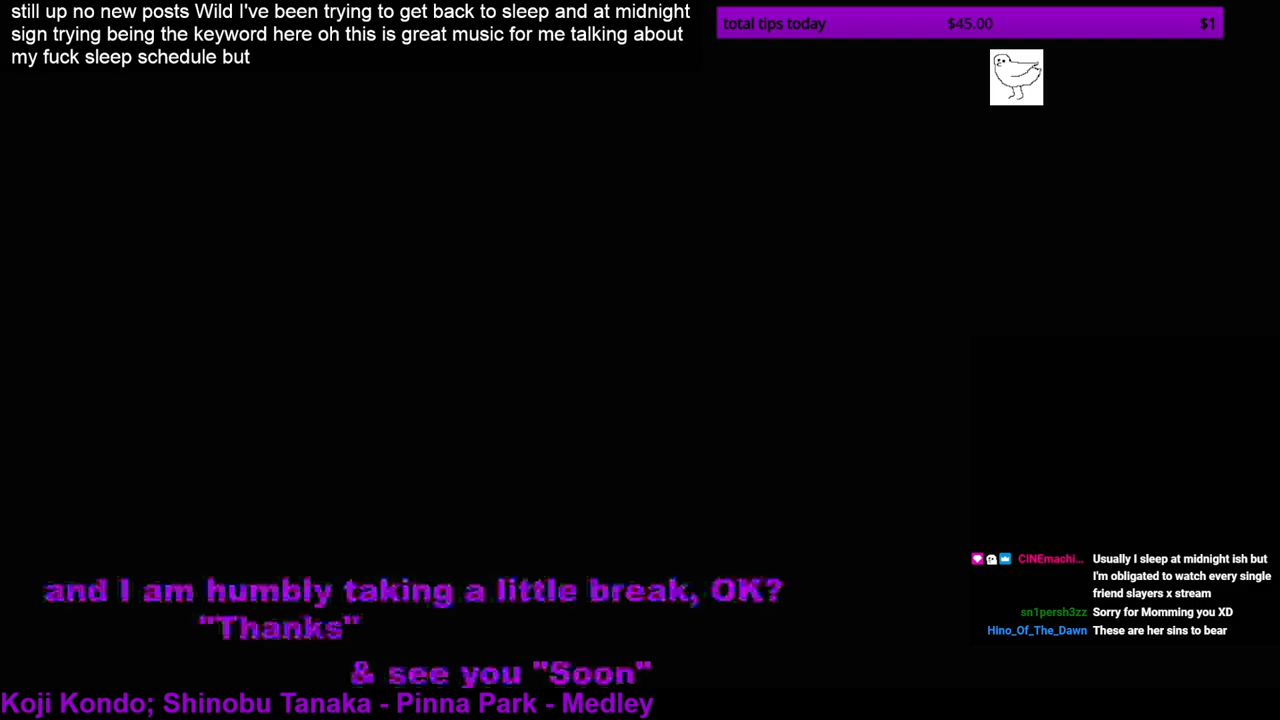 still up no new posts Wild I've been trying to get back to sleep and at midnight
sign trying being the keyword here oh this is great music for me talking about
my fuck sleep schedule but
total tips today $45.00 $1
CINEmachi... Usually I sleep at midnight ish but
I'm obligated to watch every single
friend slayers x stream
sn1persh3zz Sorry for Momming you XD
Hino_Of_The_Dawn These are her sins to bear
and I am humbly taking a little break, OK?
"Thanks"
& see you "Soon"
Koji Kondo; Shinobu Tanaka - Pinna Park - Medley